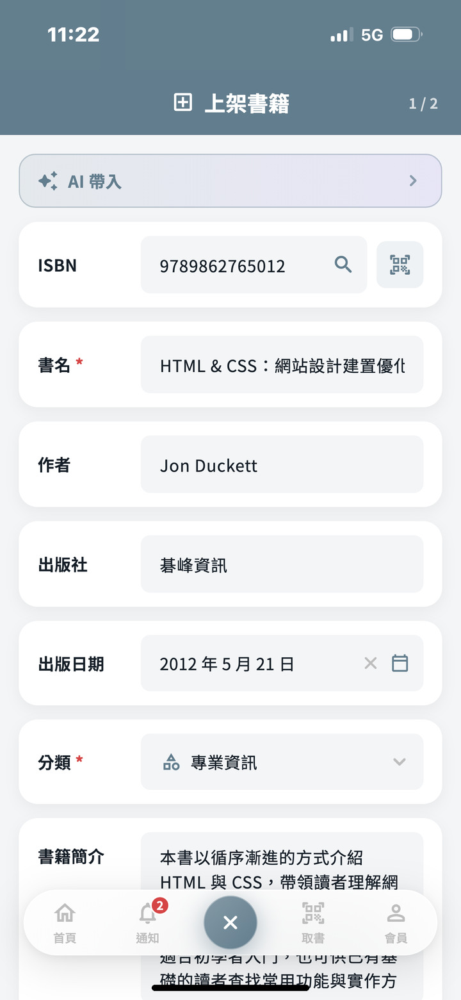 11:22
5G
上架書籍
1 / 2
AI 帶入
ISBN
9789862765012
書名 *
HTML & CSS：網站設計建置優化
作者
Jon Duckett
出版社
碁峰資訊
出版日期
2012 年 5 月 21 日
分類 *
專業資訊
書籍簡介
本書以循序漸進的方式介紹
HTML 與 CSS，帶領讀者理解網
適合初學者入門，也可供已有基
礎的讀者查找常用功能與實作方
首頁
2
通知
取書
會員